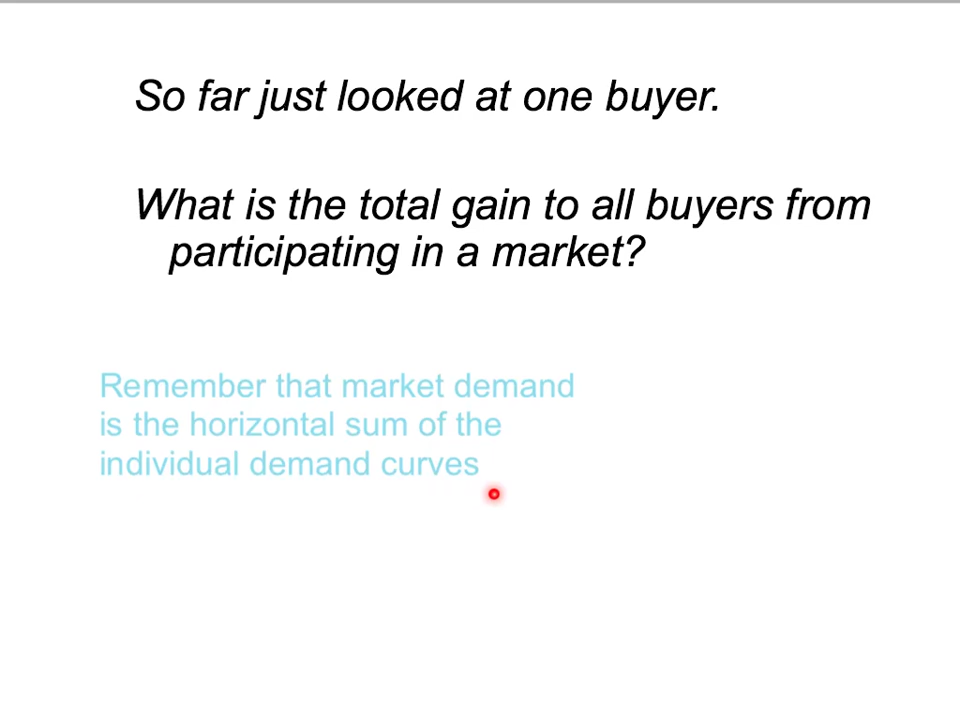 So far just looked at one buyer.
What is the total gain to all buyers from
participating in a market?
Remember that market demand
is the horizontal sum of the
individual demand curves